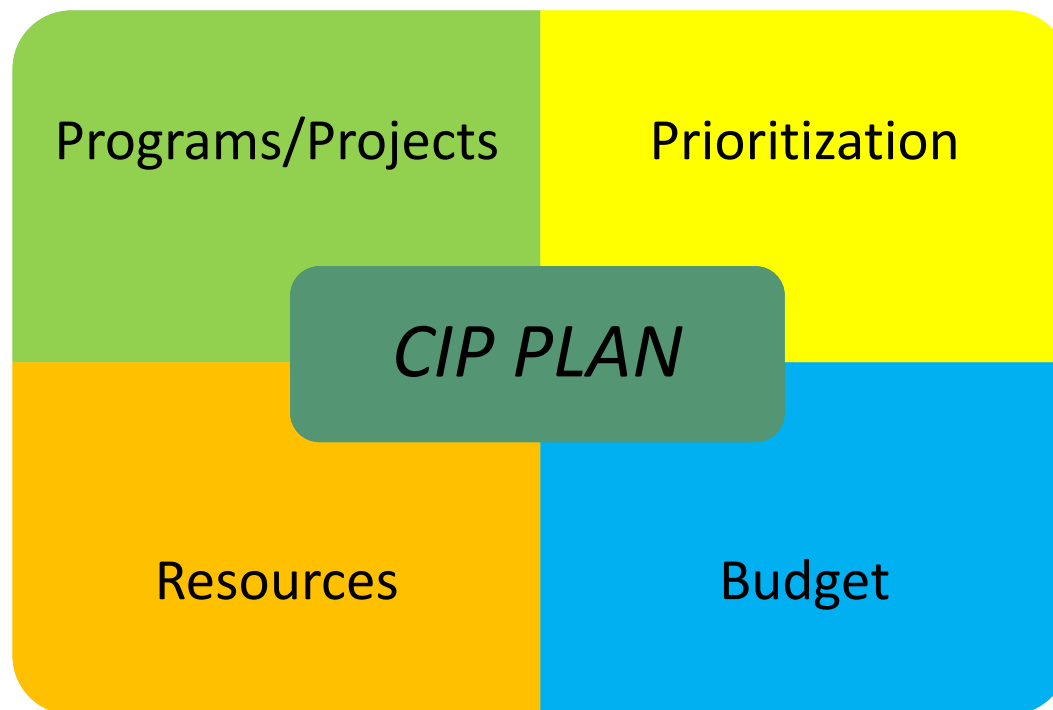 Programs/Projects
Prioritization
CIP PLAN
Resources
Budget